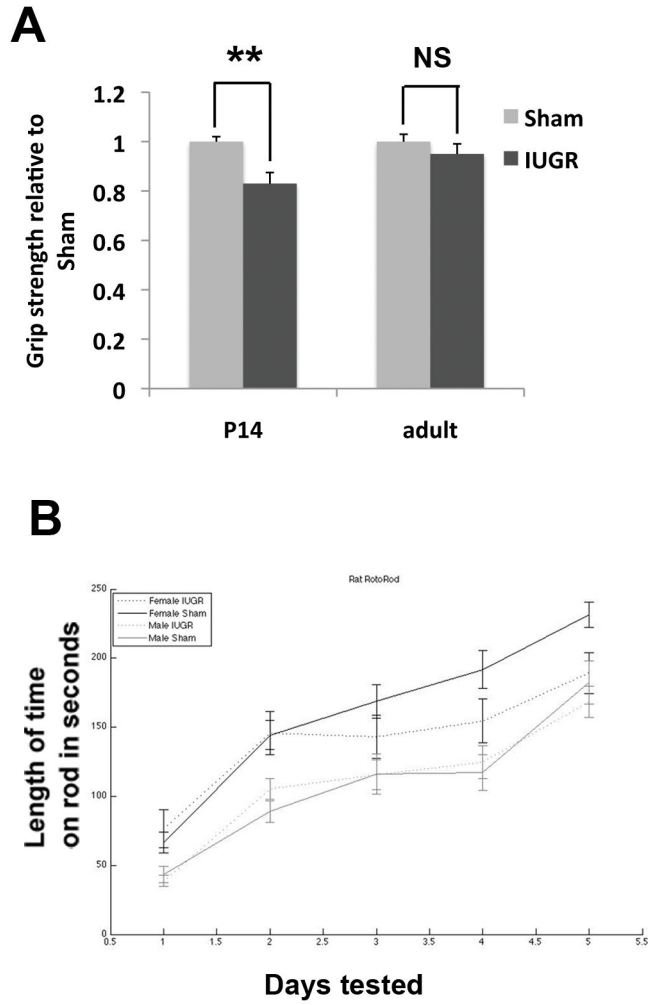 A
**
NS
1.2
1
0.8
0.6
0.4
0.2
0
Grip strength relative to
Sham
Sham
IUGR
P14
adult
B
Rat RotoRod
250
200
150
100
50
0
Female IUGR
Female Sham
Male IUGR
Male Sham
Length of time
on rod in seconds
0.5 1 1.5 2 2.5 3 3.5 4 4.5 5 5.5
Days tested